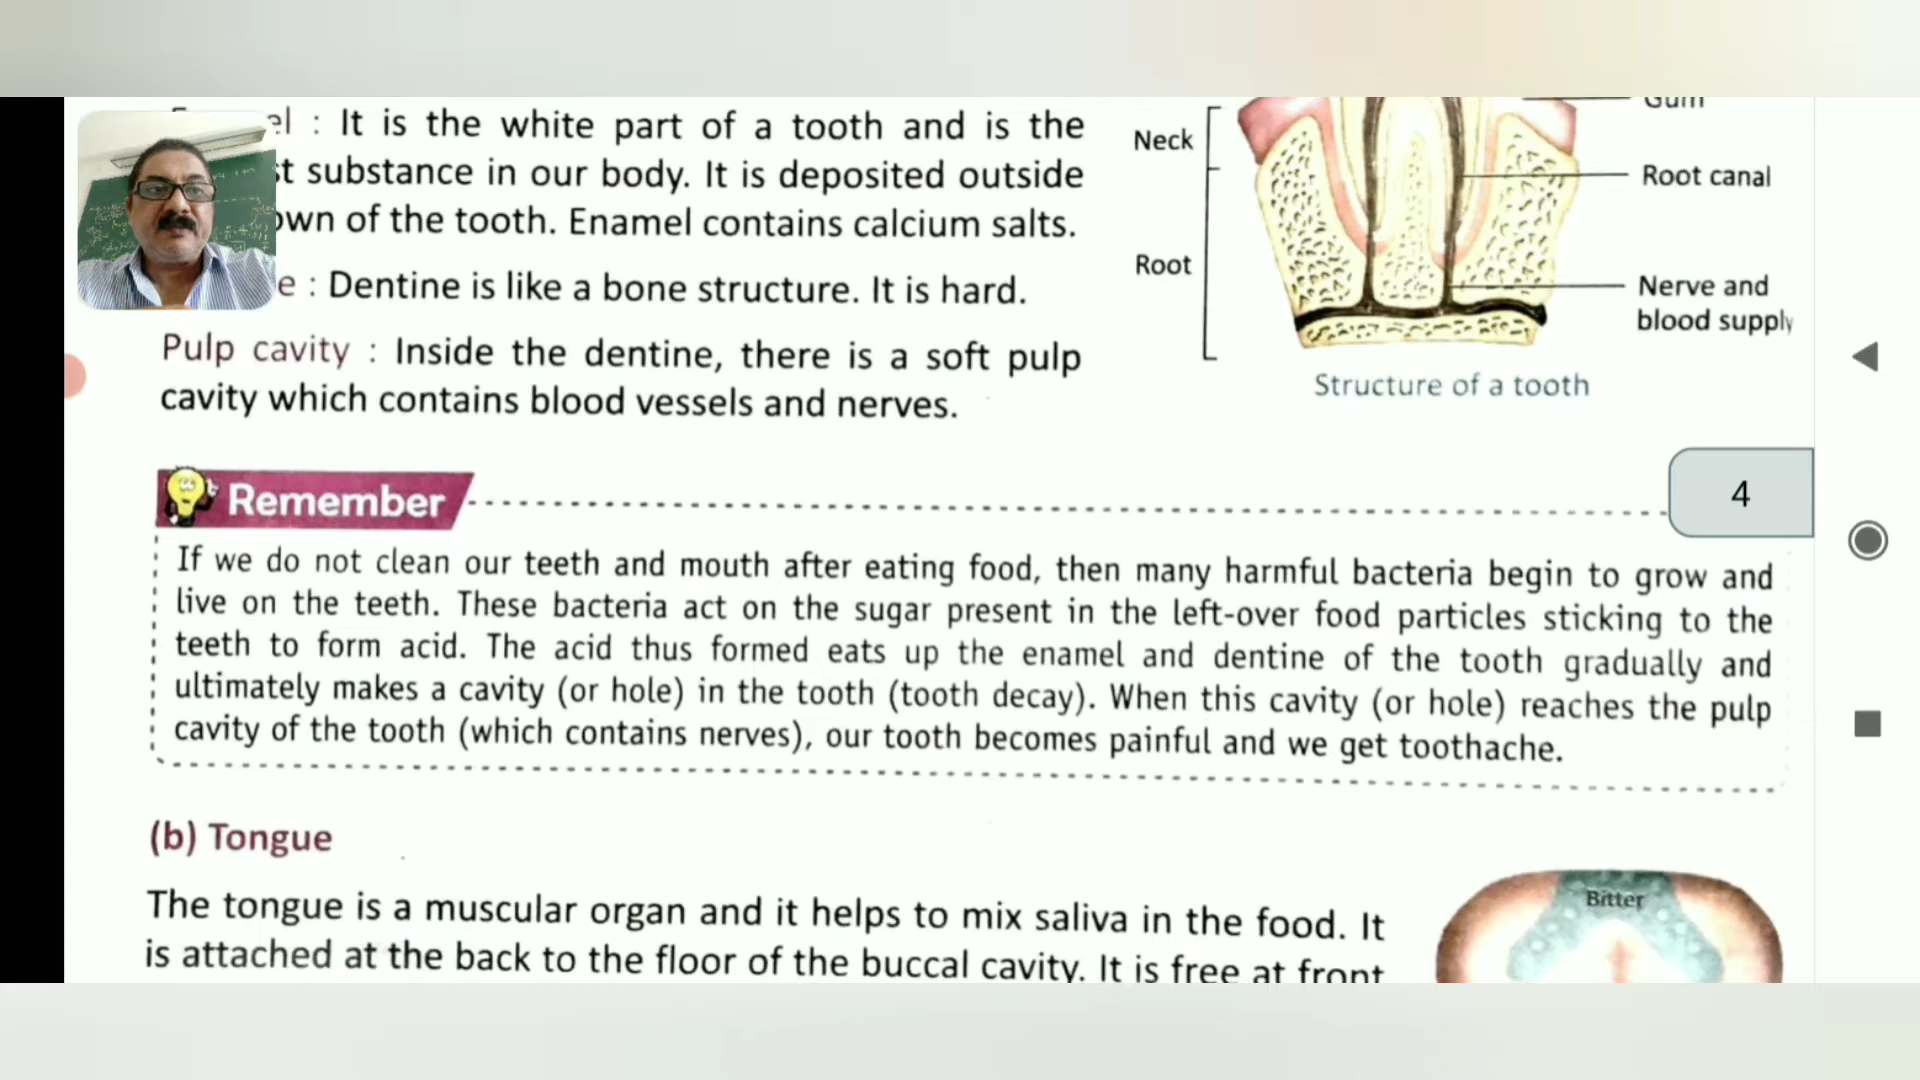 el : It is the white part of a tooth and is the
st substance in our body. It is deposited outside
own of the tooth. Enamel contains calcium salts.
e : Dentine is like a bone structure. It is hard.
Pulp cavity : Inside the dentine, there is a soft pulp
cavity which contains blood vessels and nerves.
Gum
Neck
Root canal
Root
Nerve and
blood supply
Structure of a tooth
4
Remember
If we do not clean our teeth and mouth after eating food, then many harmful bacteria begin to grow and
live on the teeth. These bacteria act on the sugar present in the left-over food particles sticking to the
teeth to form acid. The acid thus formed eats up the enamel and dentine of the tooth gradually and
ultimately makes a cavity (or hole) in the tooth (tooth decay). When this cavity (or hole) reaches the pulp
cavity of the tooth (which contains nerves), our tooth becomes painful and we get toothache.
(b) Tongue
The tongue is a muscular organ and it helps to mix saliva in the food. It
is attached at the back to the floor of the buccal cavity. It is free at front
Bitter